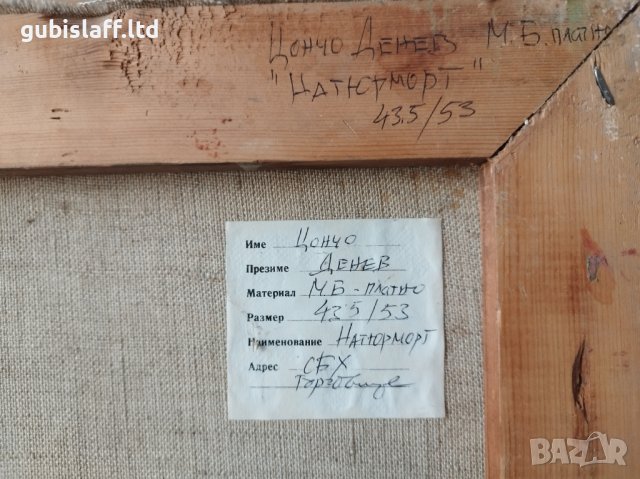 gubislaff.ltd
Цончо Денев М.Б. платно
"Натюрморт"
43.5/53
Име Цончо
Презиме Денев
Материал М.Б - платно
Размер 43.5/53
Наименование Натюрморт
Адрес СБХ
Търговище
BAZAR